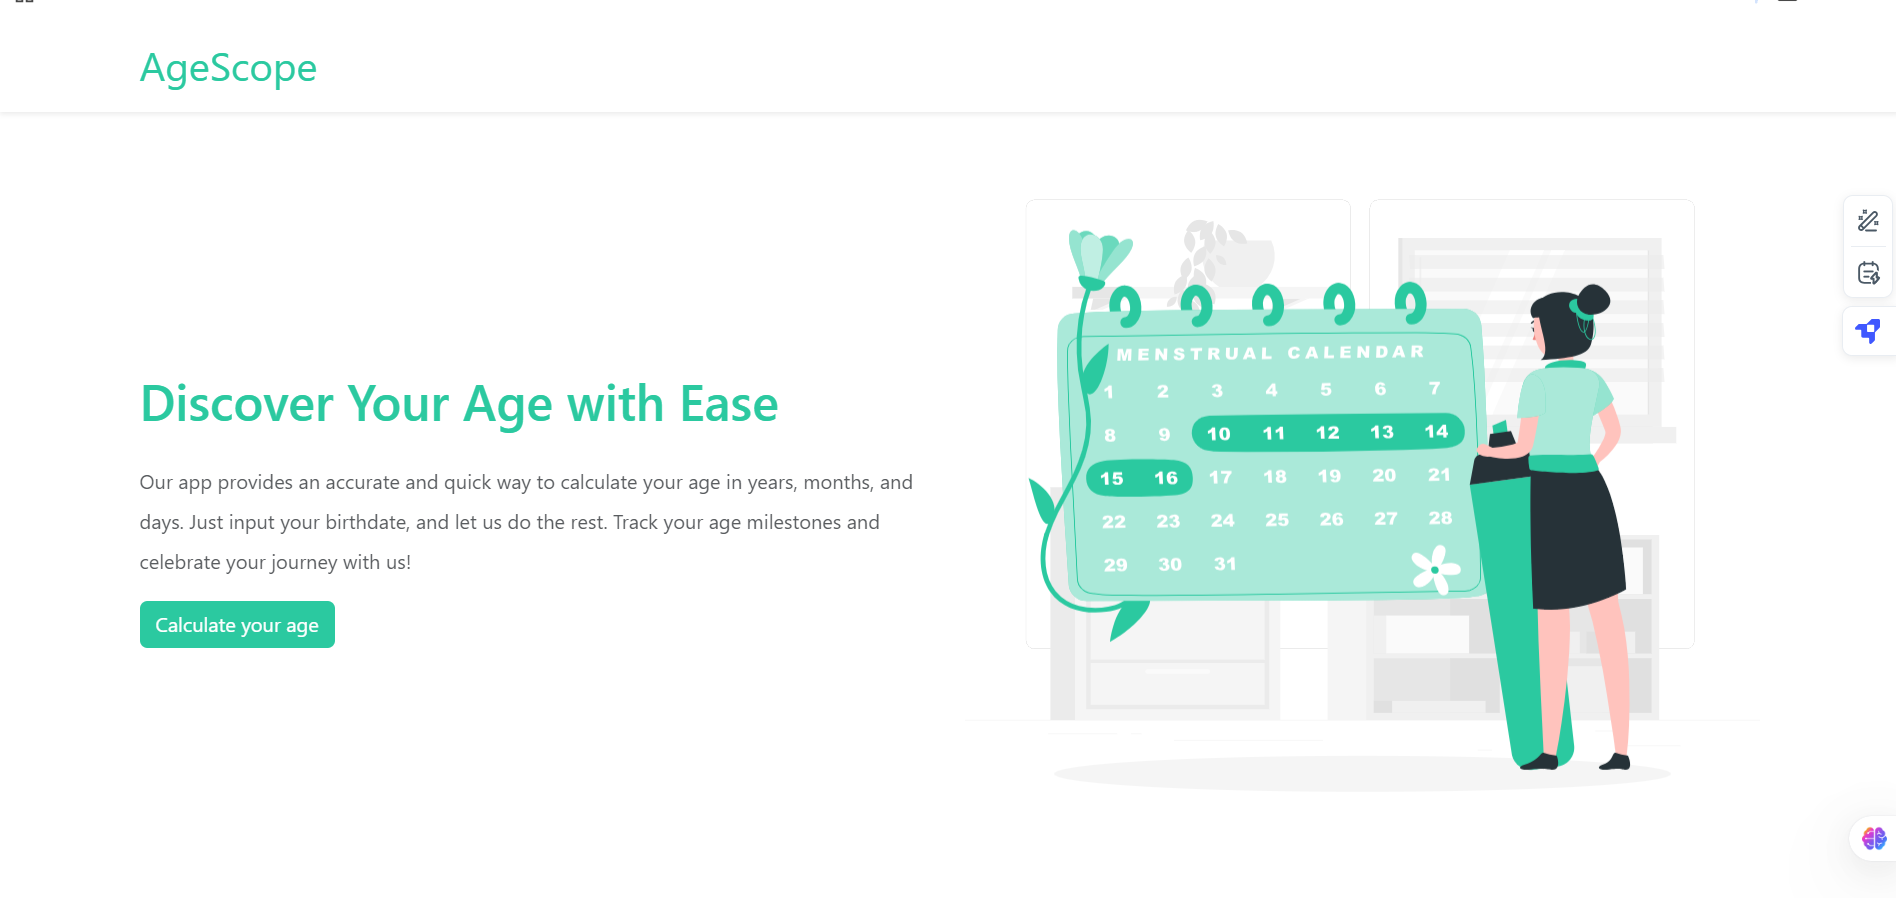 AgeScope
Discover Your Age with Ease
Our app provides an accurate and quick way to calculate your age in years, months, and
days. Just input your birthdate, and let us do the rest. Track your age milestones and
celebrate your journey with us!
Calculate your age
MENSTRUAL CALENDAR
1 2 3 4 5 6 7
8 9 10 11 12 13 14
15 16 17 18 19 20 21
22 23 24 25 26 27 28
29 30 31